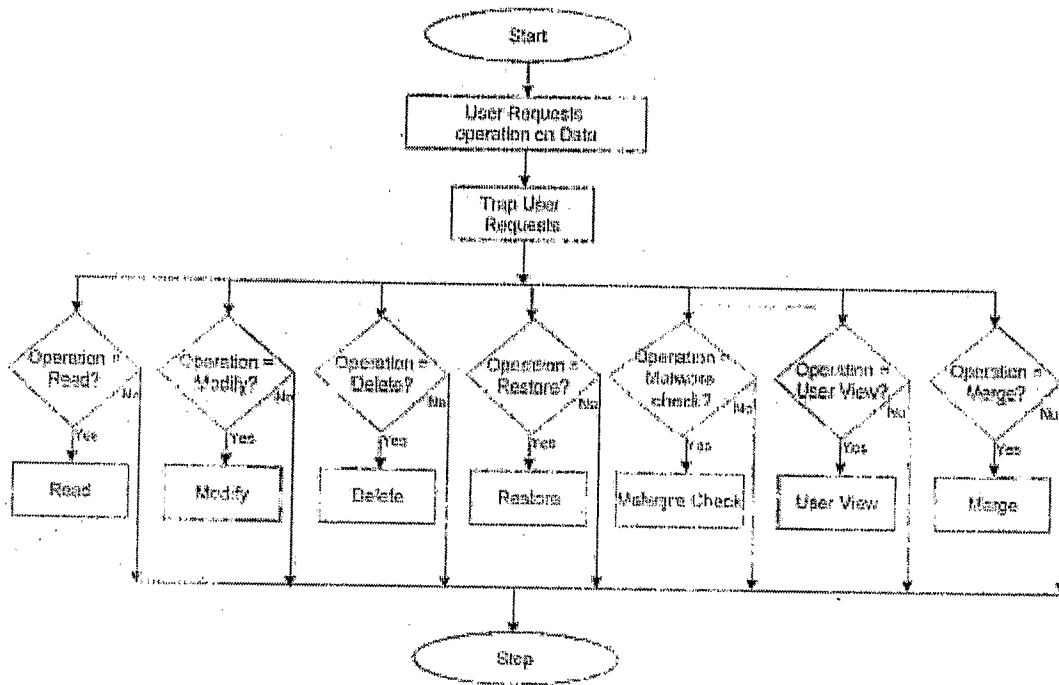 Start
User Requests
operation on Data
Trap User
Requests
Operation =
Read?
No
Yes
Read
Operation =
Modify?
No
Yes
Modify
Operation =
Delete?
No
Yes
Delete
Operation =
Restore?
No
Yes
Restore
Operation =
Malware
check?
No
Yes
Malware Check
Operation =
User View?
No
Yes
User View
Operation =
Merge?
No
Yes
Merge
Stop